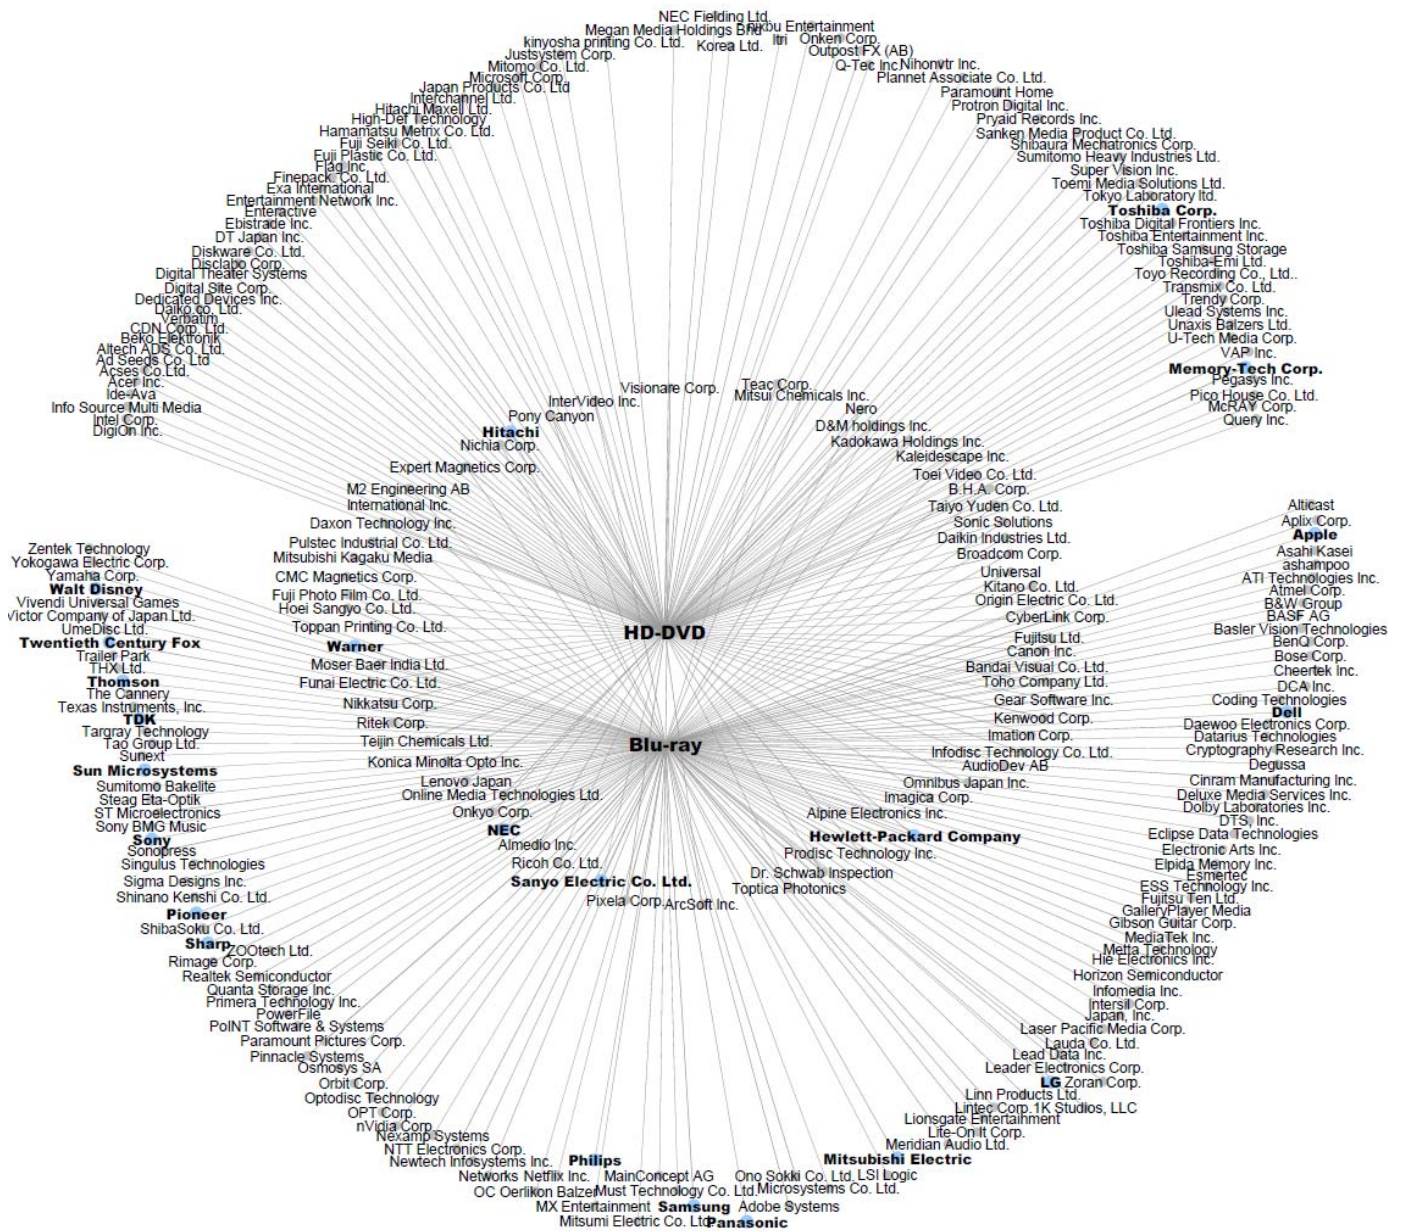 NEC Fielding Ltd.
nikbu Entertainment
Megan Media Holdings Bhd
Itri
Onken Corp.
kinyosha printing Co. Ltd.
Korea Ltd.
Outpost FX (AB)
Justsystem Corp.
Q-Tec Inc.
Nihonvtr Inc.
Mitomo Co. Ltd.
Plannet Associate Co. Ltd.
Microsoft Corp.
Japan Products Co. Ltd
Paramount Home
Interchannel Ltd.
Protron Digital Inc.
Hitachi Maxell Ltd.
Pryaid Records Inc.
High-Def Technology
Hamamatsu Metrix Co. Ltd.
Sanken Media Product Co. Ltd.
Fuji Seiki Co. Ltd.
Shibaura Mechatronics Corp.
Fuji Plastic Co. Ltd.
Sumitomo Heavy Industries Ltd.
Flag Inc.
Super Vision Inc.
Finepack. Co. Ltd.
Toemi Media Solutions Ltd.
Exa International
Tokyo Laboratory ltd.
Entertainment Network Inc.
Toshiba Corp.
Enteractive
Toshiba Digital Frontiers Inc.
Ebistrade Inc.
Toshiba Entertainment Inc.
DT Japan Inc.
Toshiba Samsung Storage
Diskware Co. Ltd.
Toshiba-Emi Ltd.
Disclabo Corp.
Toyo Recording Co., Ltd..
Digital Theater Systems
Transmix Co. Ltd.
Digital Site Corp.
Trendy Corp.
Dedicated Devices Inc.
Ulead Systems Inc.
Daiko co. Ltd.
Verbatim
Unaxis Balzers Ltd.
CDN Corp. Ltd.
U-Tech Media Corp.
Beko Elektronik
Altech ADS Co. Ltd.
VAP Inc.
Ad Seeds Co. Ltd
Memory-Tech Corp.
Acses Co.Ltd.
Pegasys Inc.
Acer Inc.
Pico House Co. Ltd.
Ide-Ava
McRAY Corp.
Info Source Multi Media
Query Inc.
Intel Corp.
DigiOn Inc.
Visionare Corp.
Teac Corp.
Mitsui Chemicals Inc.
InterVideo Inc.
Nero
Pony Canyon
D&M holdings Inc.
Hitachi
Kadokawa Holdings Inc.
Nichia Corp.
Kaleidescape Inc.
Expert Magnetics Corp.
Toei Video Co. Ltd.
M2 Engineering AB
B.H.A. Corp.
International Inc.
Taiyo Yuden Co. Ltd.
Daxon Technology Inc.
Sonic Solutions
Pulstec Industrial Co. Ltd.
Daikin Industries Ltd.
Mitsubishi Kagaku Media
Broadcom Corp.
CMC Magnetics Corp.
Universal
Fuji Photo Film Co. Ltd.
Kitano Co. Ltd.
Hoei Sangyo Co. Ltd.
Origin Electric Co. Ltd.
Toppan Printing Co. Ltd.
CyberLink Corp.
HD-DVD
Warner
Fujitsu Ltd.
Canon Inc.
Moser Baer India Ltd.
Bandai Visual Co. Ltd.
Funai Electric Co. Ltd.
Toho Company Ltd.
Nikkatsu Corp.
Gear Software Inc.
Ritek Corp.
Kenwood Corp.
Teijin Chemicals Ltd.
Imation Corp.
Blu-ray
Konica Minolta Opto Inc.
Infodisc Technology Co. Ltd.
AudioDev AB
Lenovo Japan
Omnibus Japan Inc.
Online Media Technologies Ltd.
Imagica Corp.
Onkyo Corp.
Alpine Electronics Inc.
NEC
Hewlett-Packard Company
Almedio Inc.
Prodisc Technology Inc.
Ricoh Co. Ltd.
Dr. Schwab Inspection
Sanyo Electric Co. Ltd.
Toptica Photonics
Pixela Corp.
ArcSoft Inc.
Alticast
Aplix Corp.
Apple
Zentek Technology
Asahi Kasei
Yokogawa Electric Corp.
ashampoo
Yamaha Corp.
ATI Technologies Inc.
Walt Disney
Atmel Corp.
Vivendi Universal Games
B&W Group
Victor Company of Japan Ltd.
BASF AG
UmeDisc Ltd.
Basler Vision Technologies
Twentieth Century Fox
BenQ Corp.
Trailer Park
Bose Corp.
THX Ltd.
Cheertek Inc.
Thomson
DCA Inc.
The Cannery
Coding Technologies
Texas Instruments, Inc.
Dell
TDK
Daewoo Electronics Corp.
Targray Technology
Datarius Technologies
Tao Group Ltd.
Cryptography Research Inc.
Sunext
Degussa
Sun Microsystems
Cinram Manufacturing Inc.
Sumitomo Bakelite
Deluxe Media Services Inc.
Steag Eta-Optik
Dolby Laboratories Inc.
ST Microelectronics
DTS, Inc.
Sony BMG Music
Eclipse Data Technologies
Sony
Electronic Arts Inc.
Sonopress
Elpida Memory Inc.
Singulus Technologies
Esmertec
Sigma Designs Inc.
ESS Technology Inc.
Shinano Kenshi Co. Ltd.
Fujitsu Ten Ltd.
Pioneer
GalleryPlayer Media
ShibaSoku Co. Ltd.
Gibson Guitar Corp.
Sharp
MediaTek Inc.
ZOOtech Ltd.
Metta Technology
Rimage Corp.
Hie Electronics Inc.
Realtek Semiconductor
Horizon Semiconductor
Quanta Storage Inc.
Infomedia Inc.
Primera Technology Inc.
Intersil Corp.
PowerFile
Japan, Inc.
PoINT Software & Systems
Laser Pacific Media Corp.
Paramount Pictures Corp.
Lauda Co. Ltd.
Pinnacle Systems
Lead Data Inc.
Osmosys SA
Leader Electronics Corp.
Orbit Corp.
LG
Zoran Corp.
Optodisc Technology
Linn Products Ltd.
OPT Corp.
Lintec Corp.
1K Studios, LLC
nVidia Corp.
Lionsgate Entertainment
Nexamp Systems
Life-On It Corp.
NTT Electronics Corp.
Meridian Audio Ltd.
Newtech Infosystems Inc.
Philips
Mitsubishi Electric
Networks
Netflix Inc.
MainConcept AG
Ono Sokki Co. Ltd.
LSI Logic
OC Oerlikon Balzer
Must Technology Co. Ltd.
Microsystems Co. Ltd.
MX Entertainment
Samsung
Adobe Systems
Mitsumi Electric Co. Ltd.
Panasonic